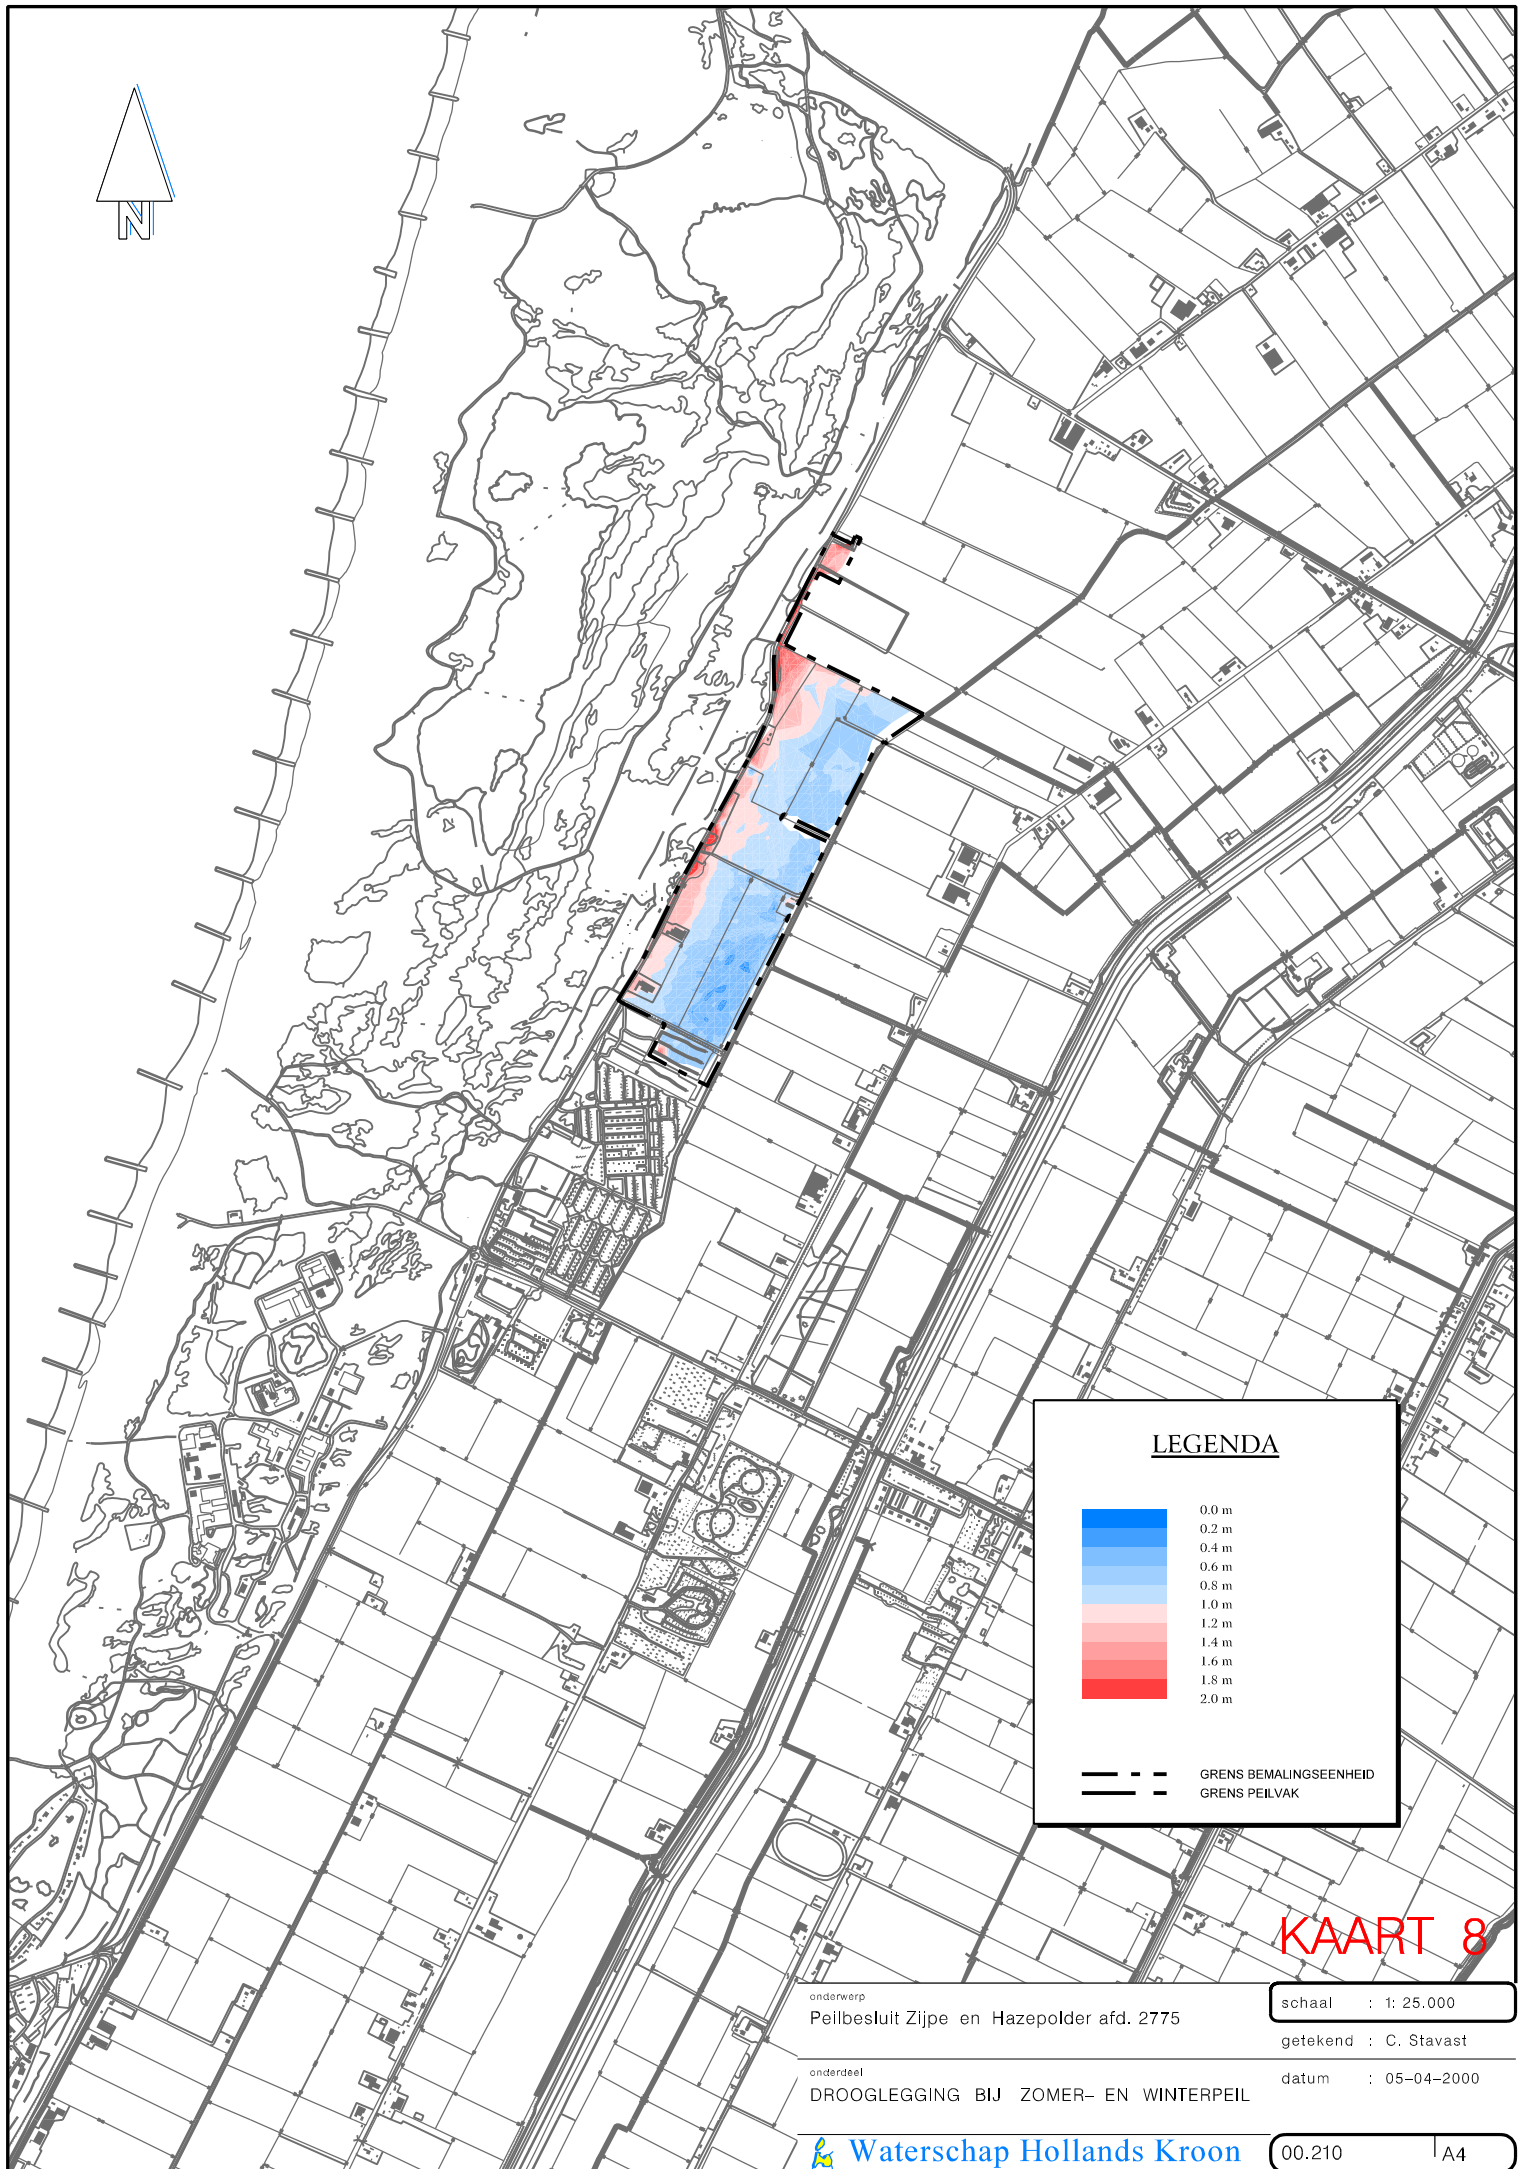 N
LEGENDA
0.0 m
0.2 m
0.4 m
0.6 m
0.8 m
1.0 m
1.2 m
1.4 m
1.6 m
1.8 m
2.0 m
GRENS BEMALINGSEENHEID
GRENS PEILVAK
KAART 8
onderwerp
Peilbesluit Zijpe en Hazepolder afd. 2775
schaal : 1: 25.000
getekend : C. Stavast
onderdeel
DROOGLEGGING BIJ ZOMER- EN WINTERPEIL
datum : 05-04-2000
Waterschap Hollands Kroon
00.210 A4